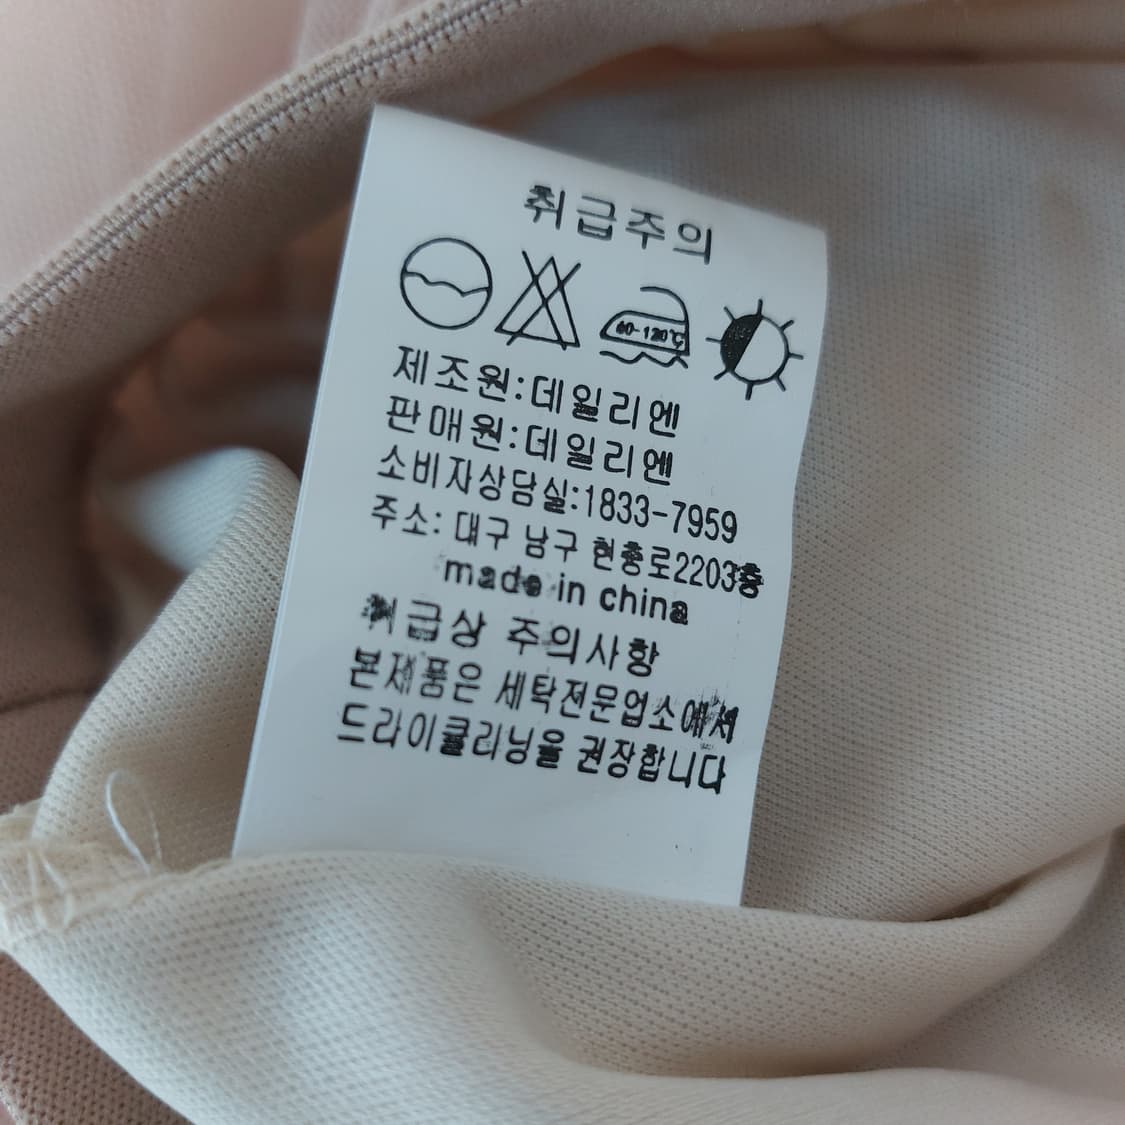 취급주의
60-120℃
제조원:데일리엔
판매원:데일리엔
소비자상담실:1833-7959
주소: 대구 남구 현충로2203층
made in china
취급상 주의사항
본제품은 세탁전문업소에서
드라이클리닝을 권장합니다